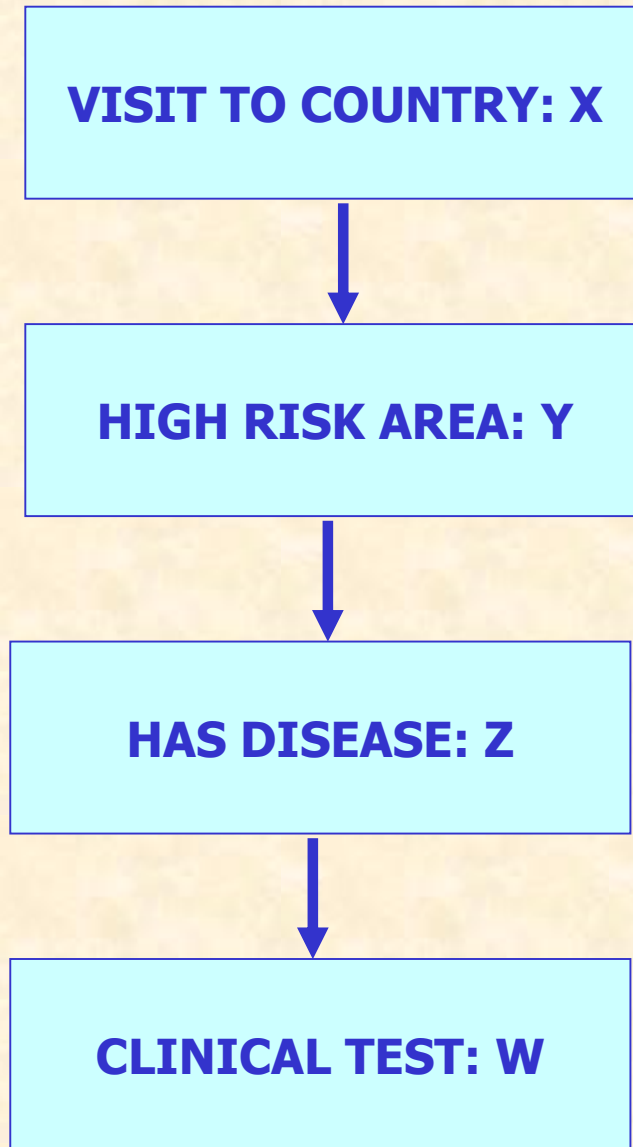 VISIT TO COUNTRY: X
HIGH RISK AREA: Y
HAS DISEASE: Z
CLINICAL TEST: W